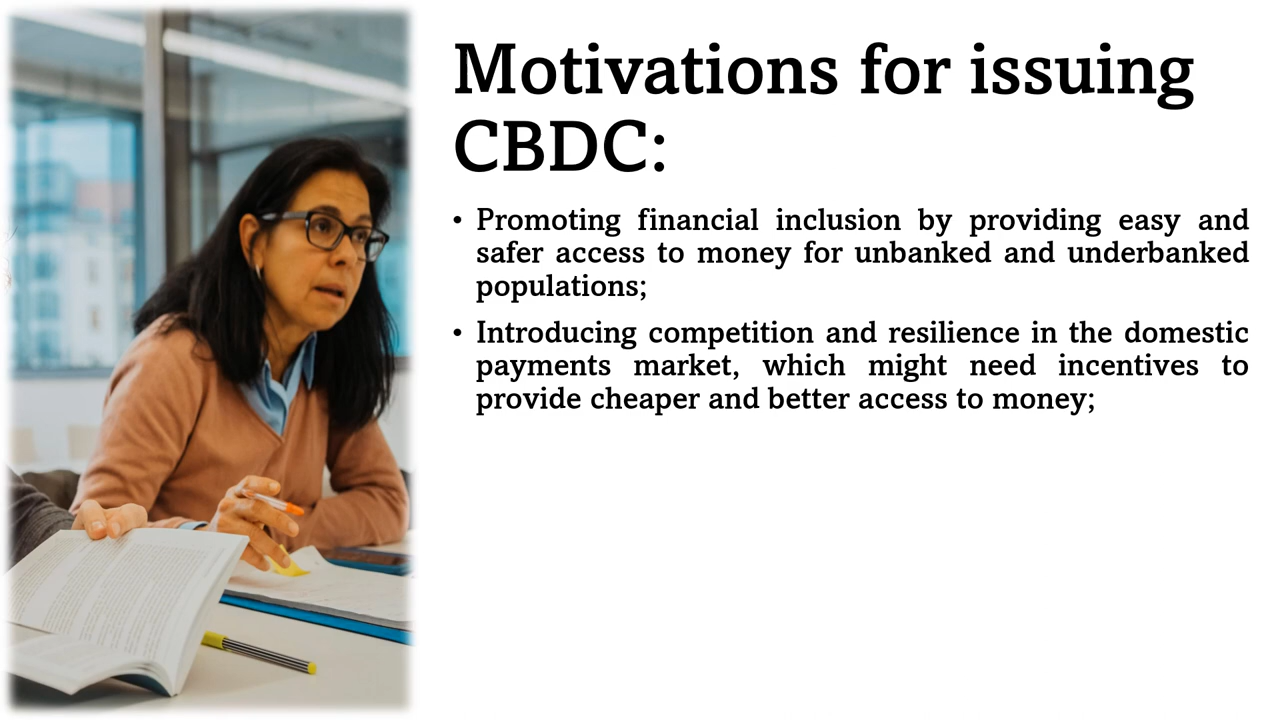 Motivations for issuing
CBDC:
• Promoting financial inclusion by providing easy and
safer access to money for unbanked and underbanked
populations;
• Introducing competition and resilience in the domestic
payments market, which might need incentives to
provide cheaper and better access to money;